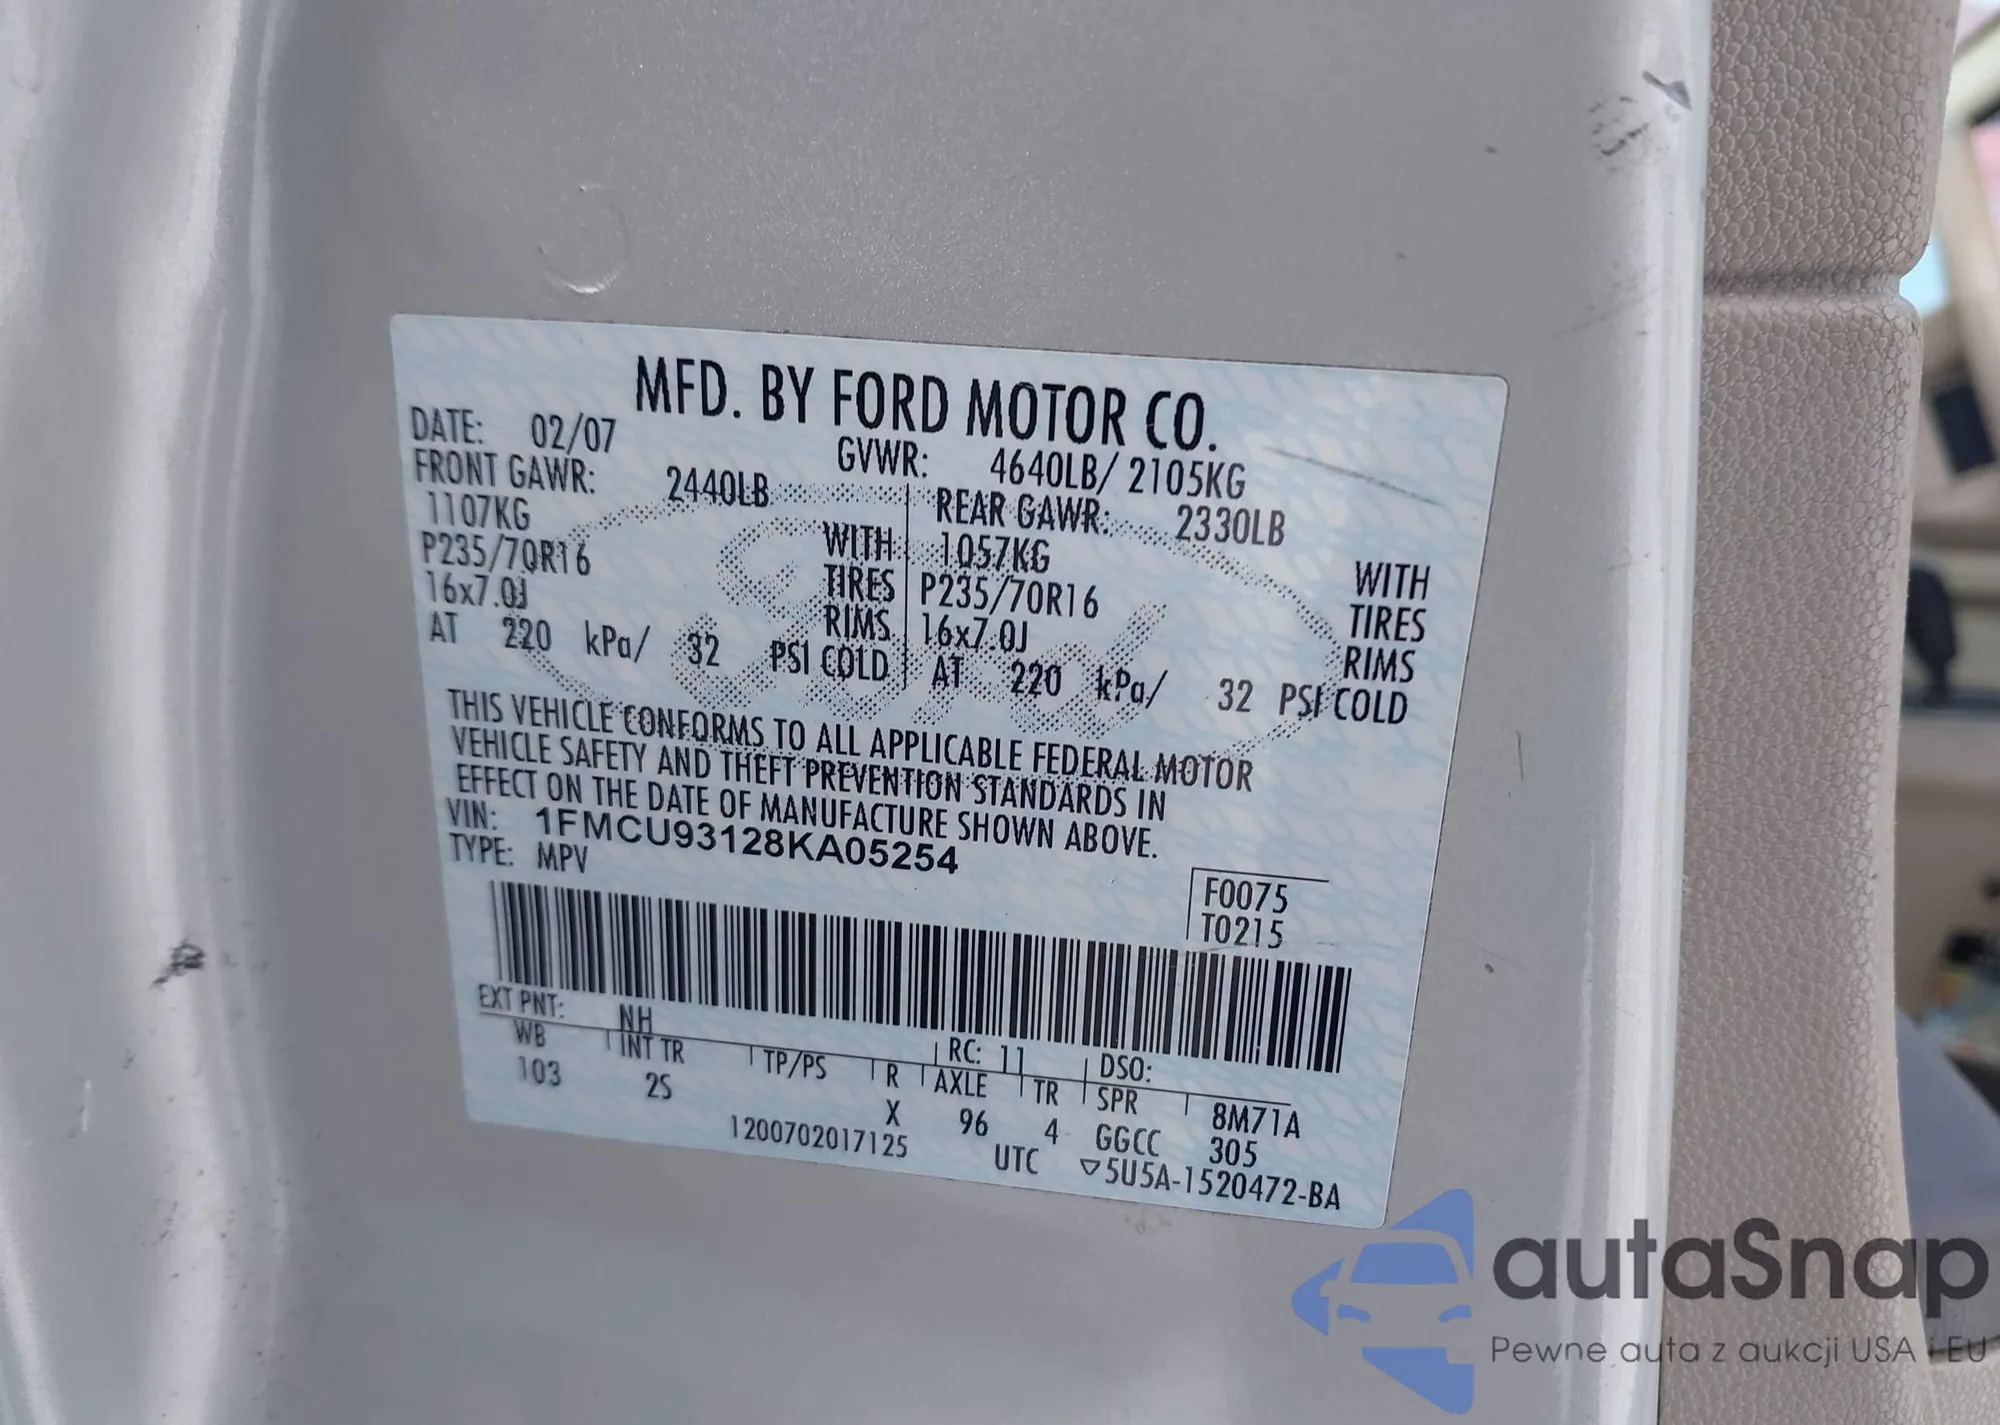 MFD. BY FORD MOTOR CO.
DATE: 02/07 GVWR: 4640LB/ 2105KG
FRONT GAWR: 2440LB REAR GAWR: 2330LB
1107KG WITH 1057KG WITH
P235/70R16 TIRES P235/70R16 TIRES
16x7.0J RIMS 16x7.0J RIMS
AT 220 kPa/ 32 PSI COLD AT 220 kPa/ 32 PSI COLD
THIS VEHICLE CONFORMS TO ALL APPLICABLE FEDERAL MOTOR
VEHICLE SAFETY AND THEFT PREVENTION STANDARDS IN
EFFECT ON THE DATE OF MANUFACTURE SHOWN ABOVE.
VIN: 1FMCU93128KA05254
TYPE: MPV
F0075
T0215
EXT PNT: NH RC: 11 DSO:
WB INT TR TP/PS R AXLE TR SPR 8M71A
103 2S X 96 4 GGCC 305
1200702017125 UTC ▽5U5A-1520472-BA
Ford
autaSnap
Pewne auta z aukcji USA i EU